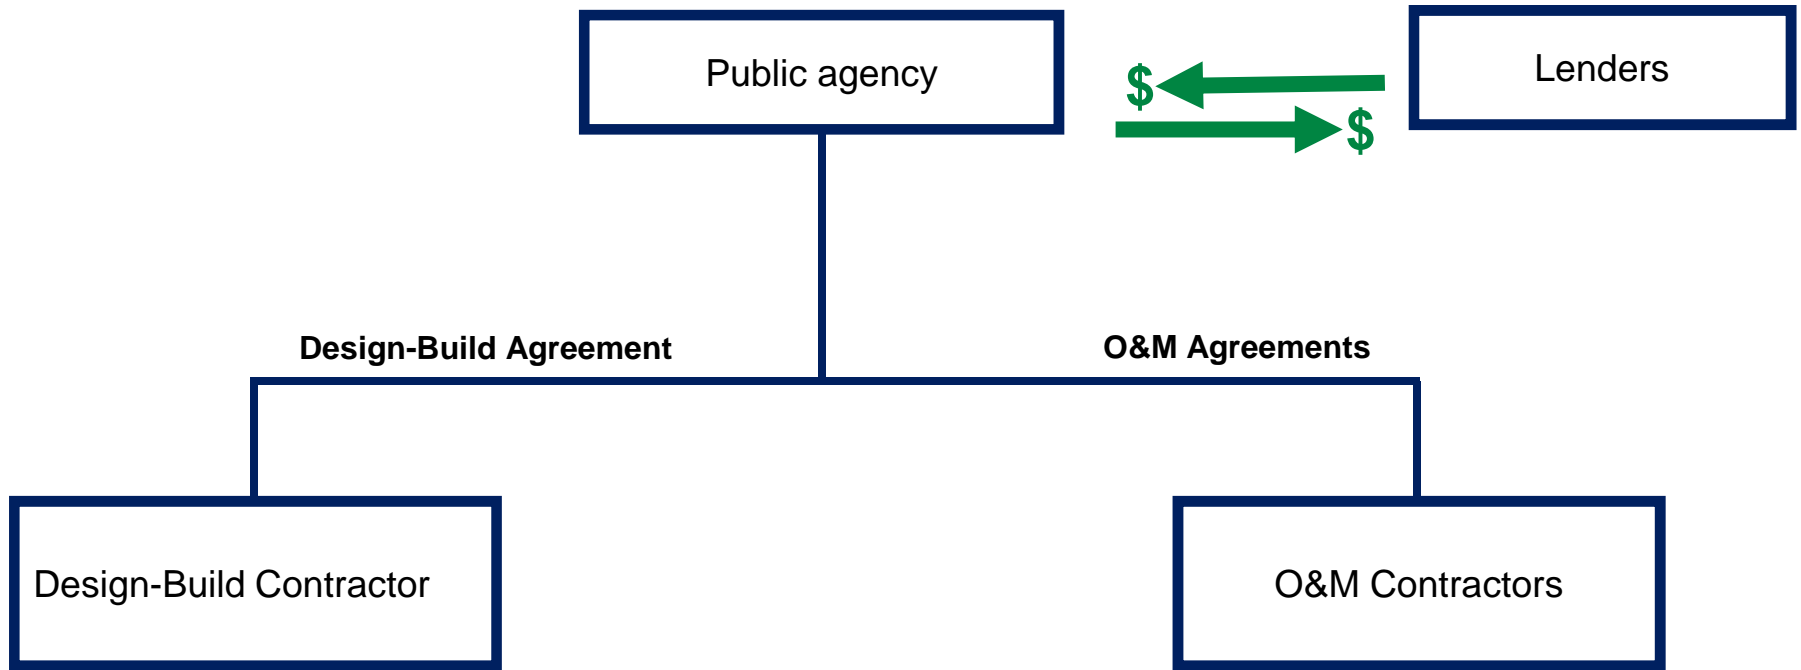 Public agency
$
$
Lenders
Design-Build Agreement
O&M Agreements
Design-Build Contractor
O&M Contractors